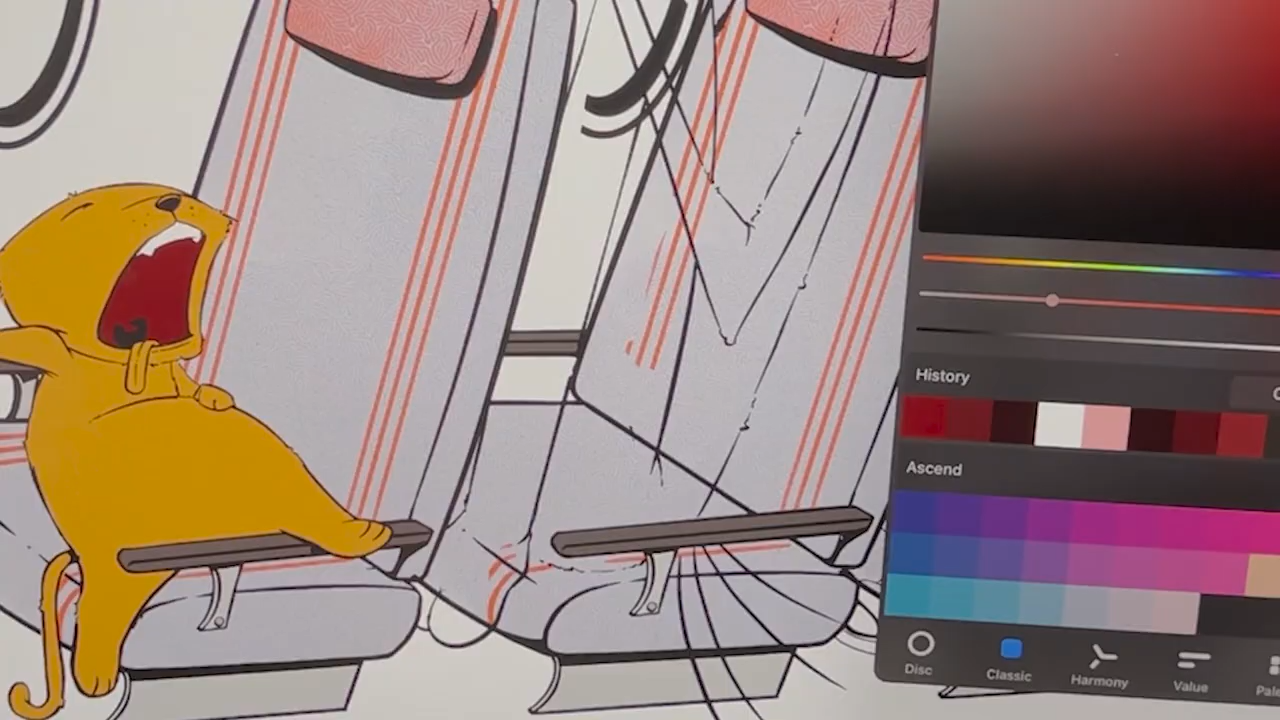 History
Ascend
Disc
Classic
Harmony
Value